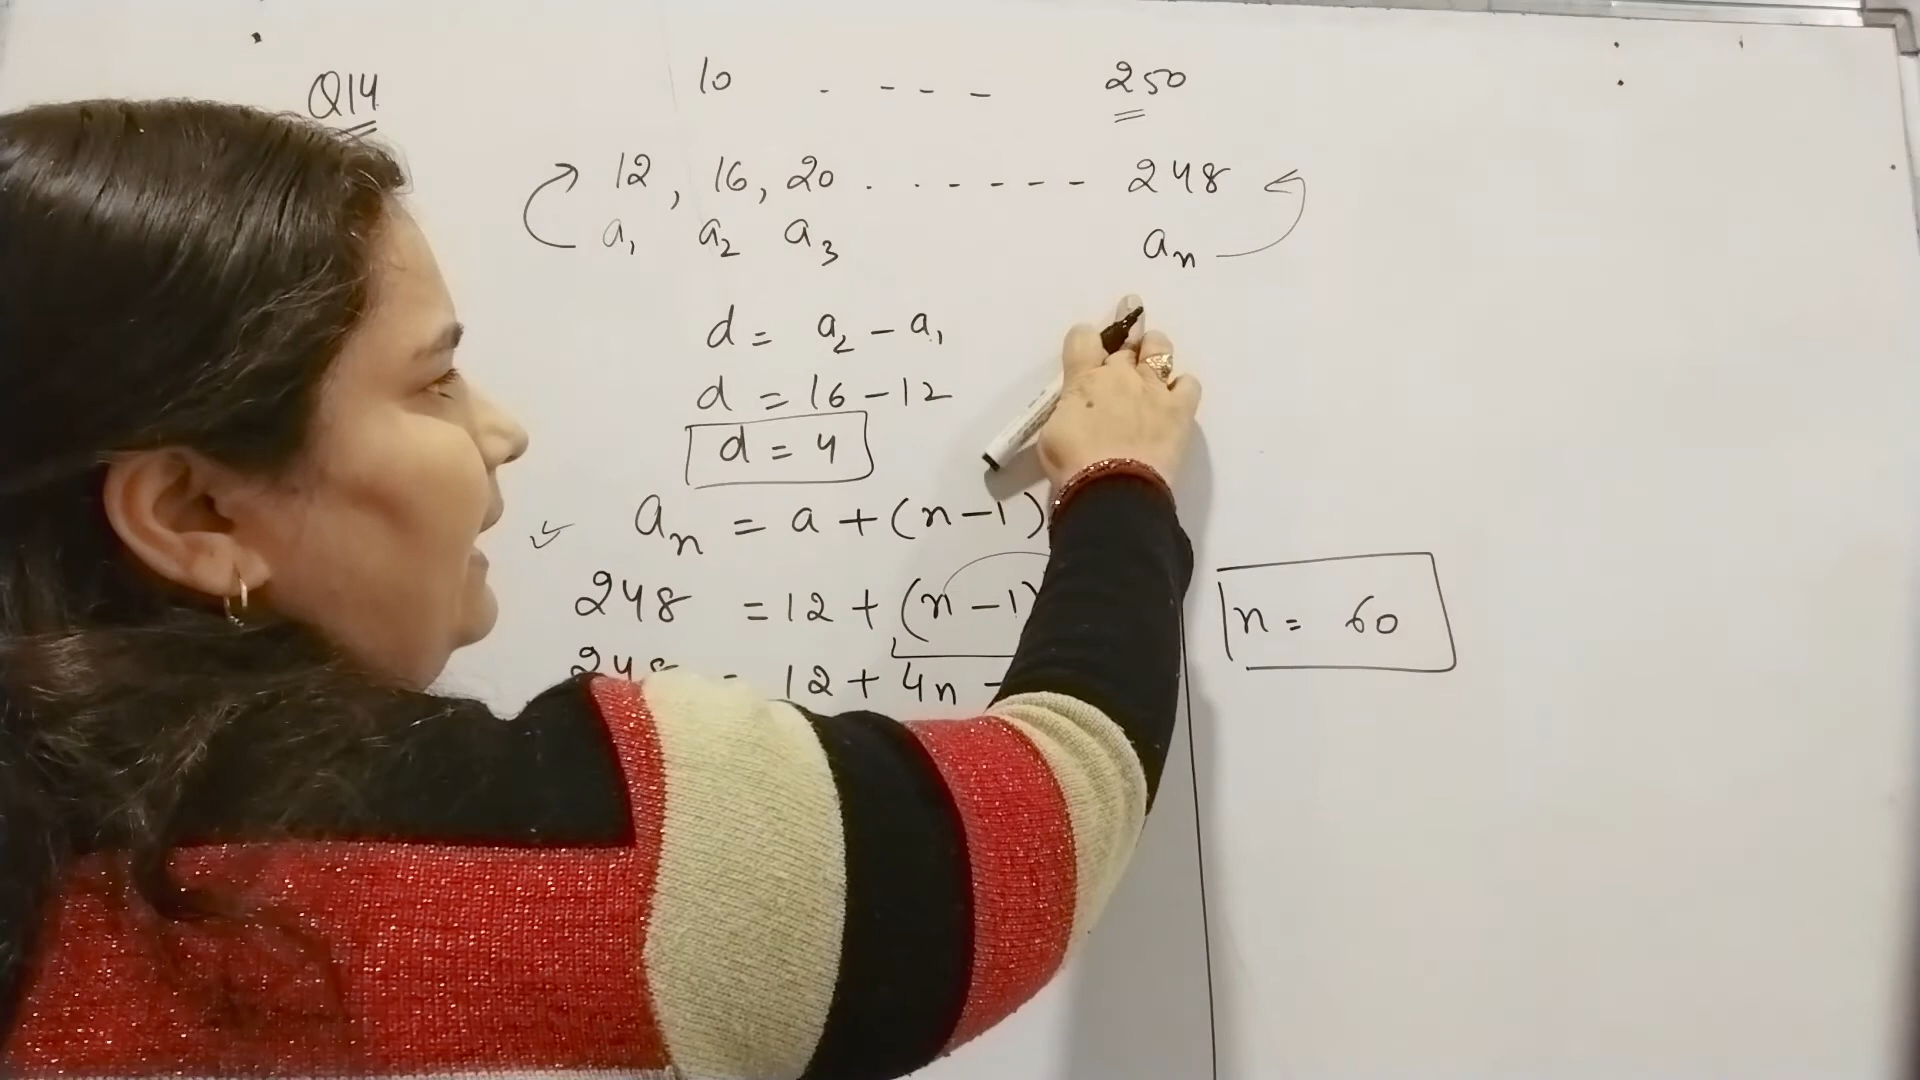 Q14
10 . - - - 250
12, 16, 20 . . - - - - 248
a1 a2 a3 an
d = a2 - a1
d = 16 - 12
d = 4
an = a + (n-1)
248 = 12 + (n-1)
n = 60
248 = 12 + 4n -